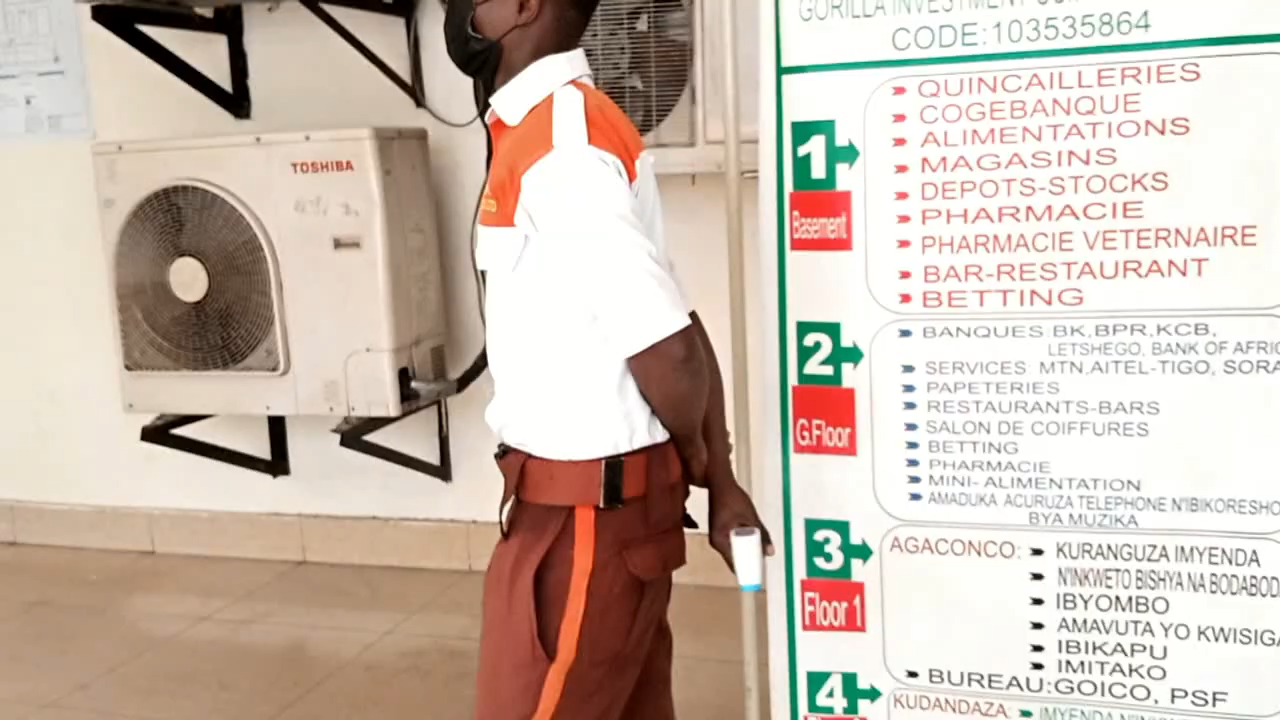 GORILLA INVESTMENT
CODE:103535864
TOSHIBA
1
Basement
QUINCAILLERIES
COGEBANQUE
ALIMENTATIONS
MAGASINS
DEPOTS-STOCKS
PHARMACIE
PHARMACIE VETERNAIRE
BAR-RESTAURANT
BETTING
2
G.Floor
BANQUES:BK,BPR,KCB,
LETSHEGO, BANK OF AFRIC
SERVICES: MTN,AITEL-TIGO, SORA
PAPETERIES
RESTAURANTS-BARS
SALON DE COIFFURES
BETTING
PHARMACIE
MINI- ALIMENTATION
AMADUKA ACURUZA TELEPHONE N'IBIKORESHO
BYA MUZIKA
3
Floor 1
AGACONCO: KURANGUZA IMYENDA
N'INKWETO BISHYA NA BODABOD
IBYOMBO
AMAVUTA YO KWISIGA
IBIKAPU
IMITAKO
BUREAU:GOICO, PSF
4
KUDANDAZA: